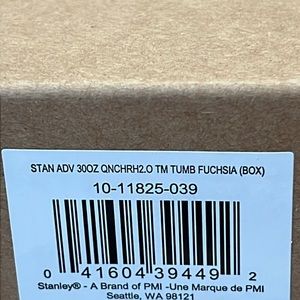 STAN ADV 30OZ QNCHRH2.O TM TUMB FUCHSIA (BOX)
10-11825-039
0 41604 39449 2
Stanley® - A Brand of PMI -Une Marque de PMI
Seattle, WA 98121